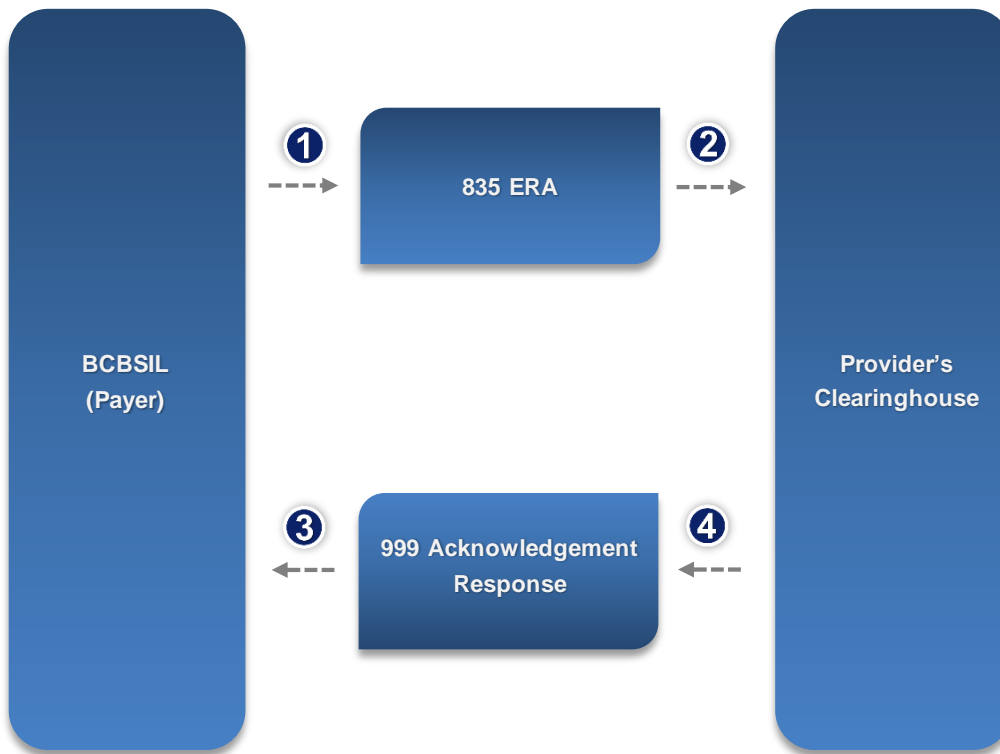 1
2
835 ERA
BCBSIL
(Payer)
Provider’s
Clearinghouse
3
4
999 Acknowledgement
Response